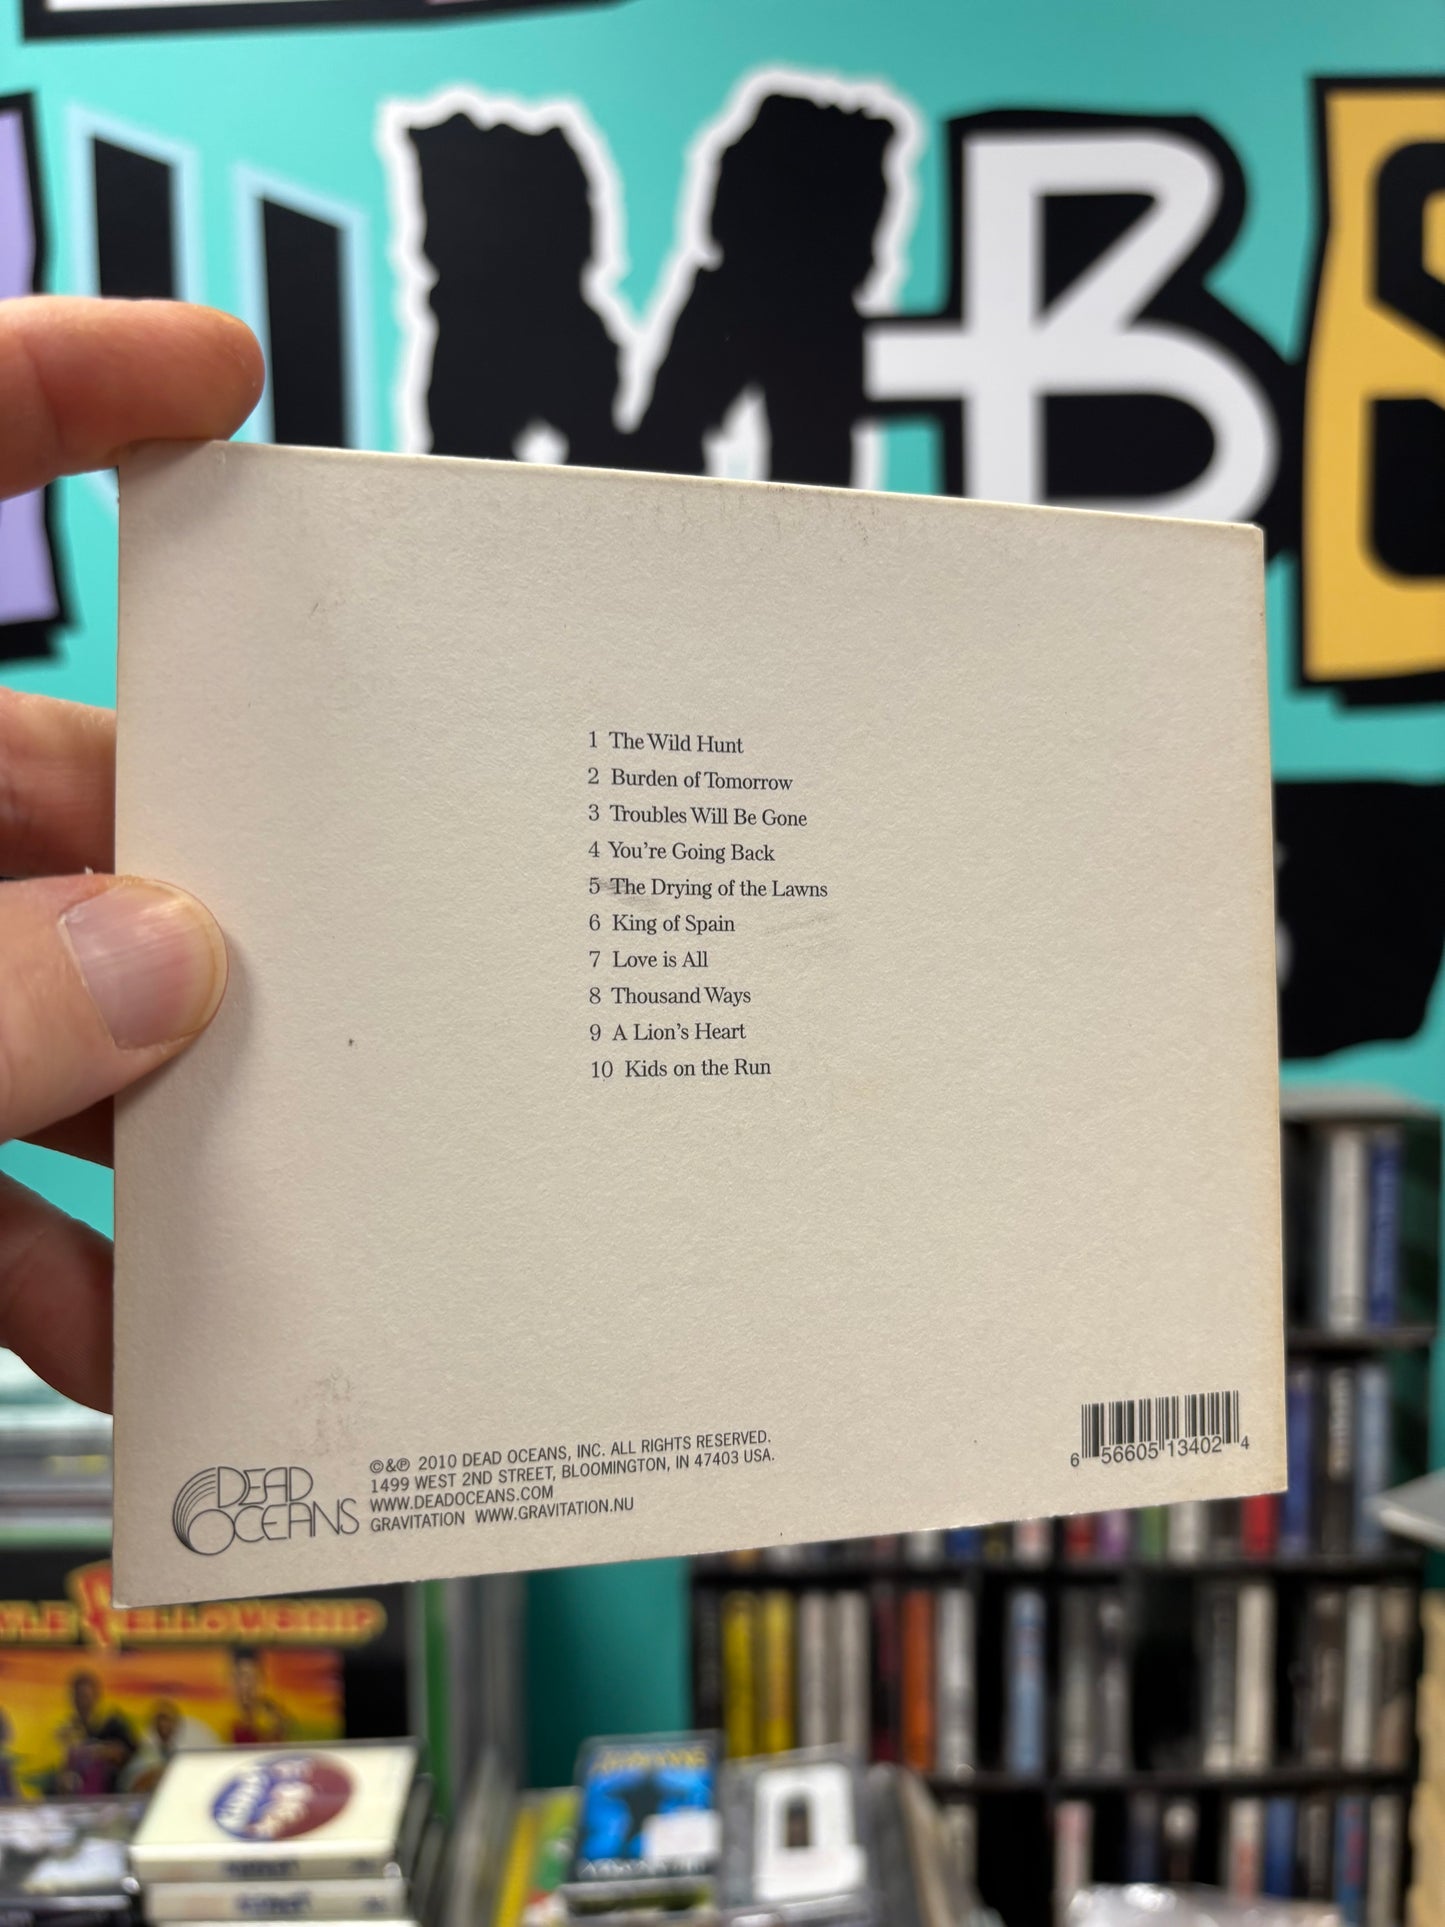 UMBS
1 The Wild Hunt
2 Burden of Tomorrow
3 Troubles Will Be Gone
4 You're Going Back
5 The Drying of the Lawns
6 King of Spain
7 Love is All
8 Thousand Ways
9 A Lion's Heart
10 Kids on the Run
DEAD
OCEANS
©&℗ 2010 DEAD OCEANS, INC. ALL RIGHTS RESERVED.
1499 WEST 2ND STREET, BLOOMINGTON, IN 47403 USA.
WWW.DEADOCEANS.COM
GRAVITATION WWW.GRAVITATION.NU
6 56605 13402 4
FELLOWSHIP